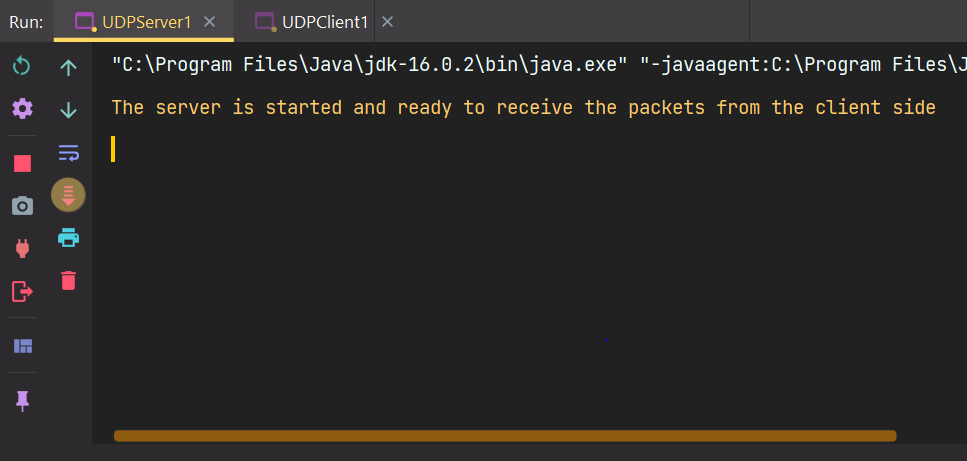 Run: UDPServer1 UDPClient1
"C:\Program Files\Java\jdk-16.0.2\bin\java.exe" "-javaagent:C:\Program Files\J
The server is started and ready to receive the packets from the client side